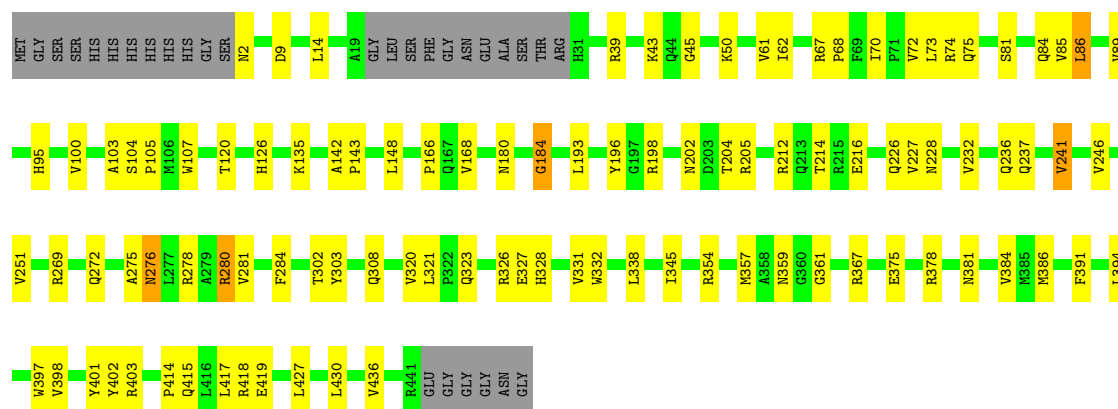 MET GLY SER SER HIS HIS HIS HIS HIS HIS GLY SER N2 D9 L14 A19 GLY LEU SER PHE GLY ASN GLU ALA SER THR ARG H31 R39 K43 Q44 G45 K50 V61 I62 R67 P68 F69 I70 P71 V72 L73 R74 Q75 S81 Q84 V85 L86
H95 V100 A103 S104 P105 M106 W107 T120 H126 K135 A142 P143 L148 P166 Q167 V168 N180 G184 L193 Y196 G197 R198 N202 D203 T204 R205 R212 Q213 T214 R215 E216 Q226 V227 N228 V232 Q236 Q237 V241 V246
V251 R269 Q272 A275 N276 L277 R278 A279 R280 V281 F284 T302 Y303 Q308 V320 L321 P322 Q323 R326 E327 H328 V331 W332 L338 I345 R354 M357 A358 N359 G360 G361 R367 E375 R378 N381 V384 M385 M386 F391
W397 V398 Y401 Y402 R403 P414 Q415 L416 L417 R418 E419 L427 L430 V436 R441 GLU GLY GLY GLY ASN GLY